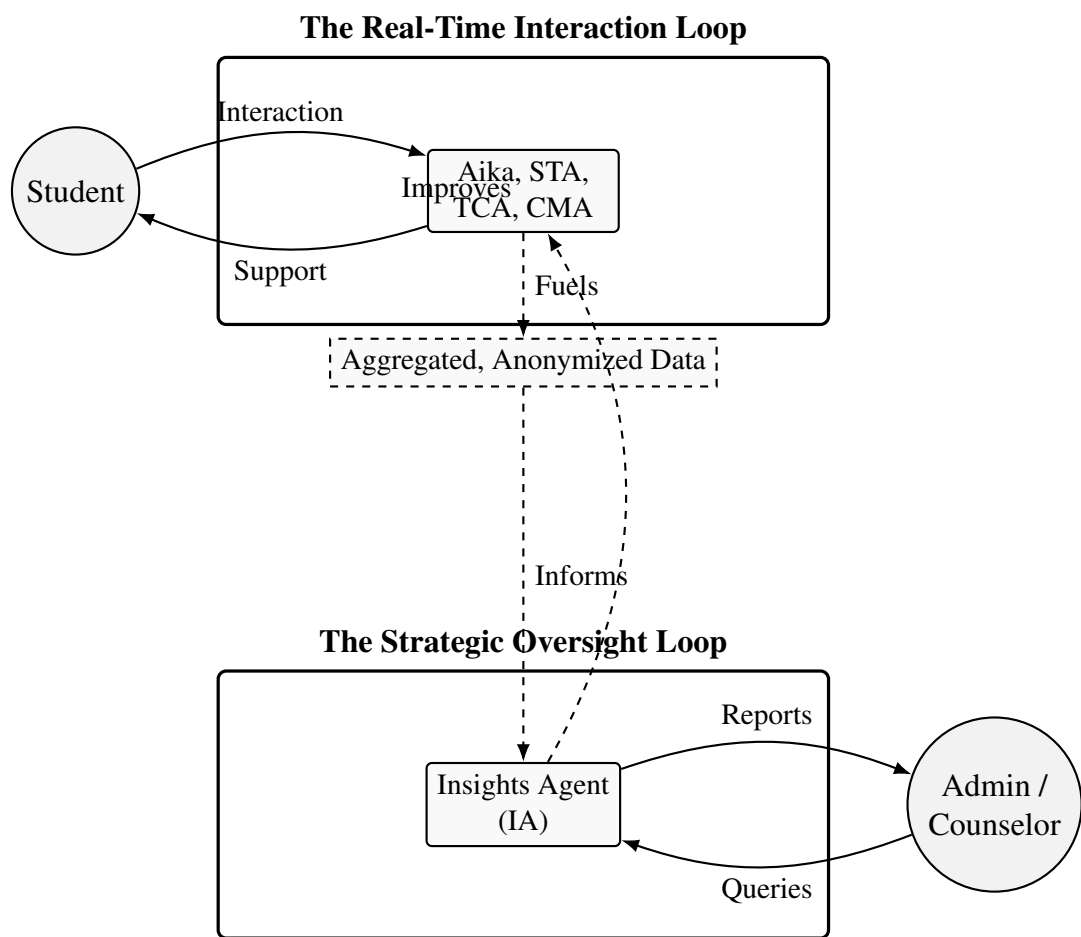 The Real-Time Interaction Loop
Interaction
Student
Aika, STA,
Improves
TCA, CMA
Support
Fuels
Aggregated, Anonymized Data
Informs
The Strategic Oversight Loop
Reports
Insights Agent
(IA)
Admin /
Counselor
Queries